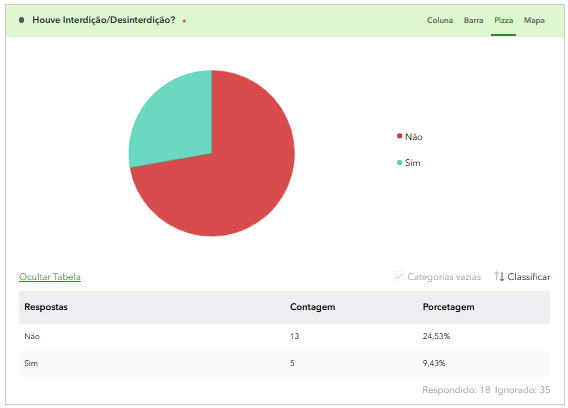 Houve Interdição/Desinterdição? *
Coluna Barra Pizza Mapa
Não
Sim
Ocultar Tabela
Categorias vazias
Classificar
Respostas Contagem Porcetagem
Não 13 24,53%
Sim 5 9,43%
Respondido: 18 Ignorado: 35